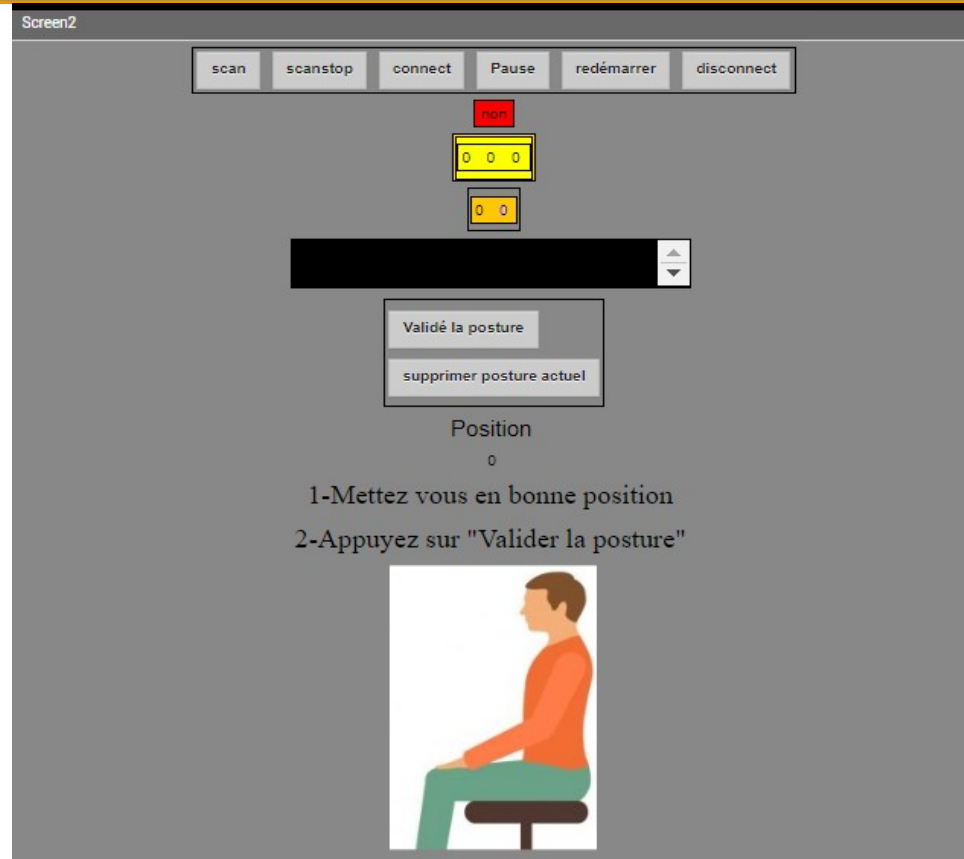 Screen2
scan scanstop connect Pause redémarrer disconnect
non
0 0 0
0 0
Validé la posture
supprimer posture actuel
Position
0
1-Mettez vous en bonne position
2-Appuyez sur "Valider la posture"